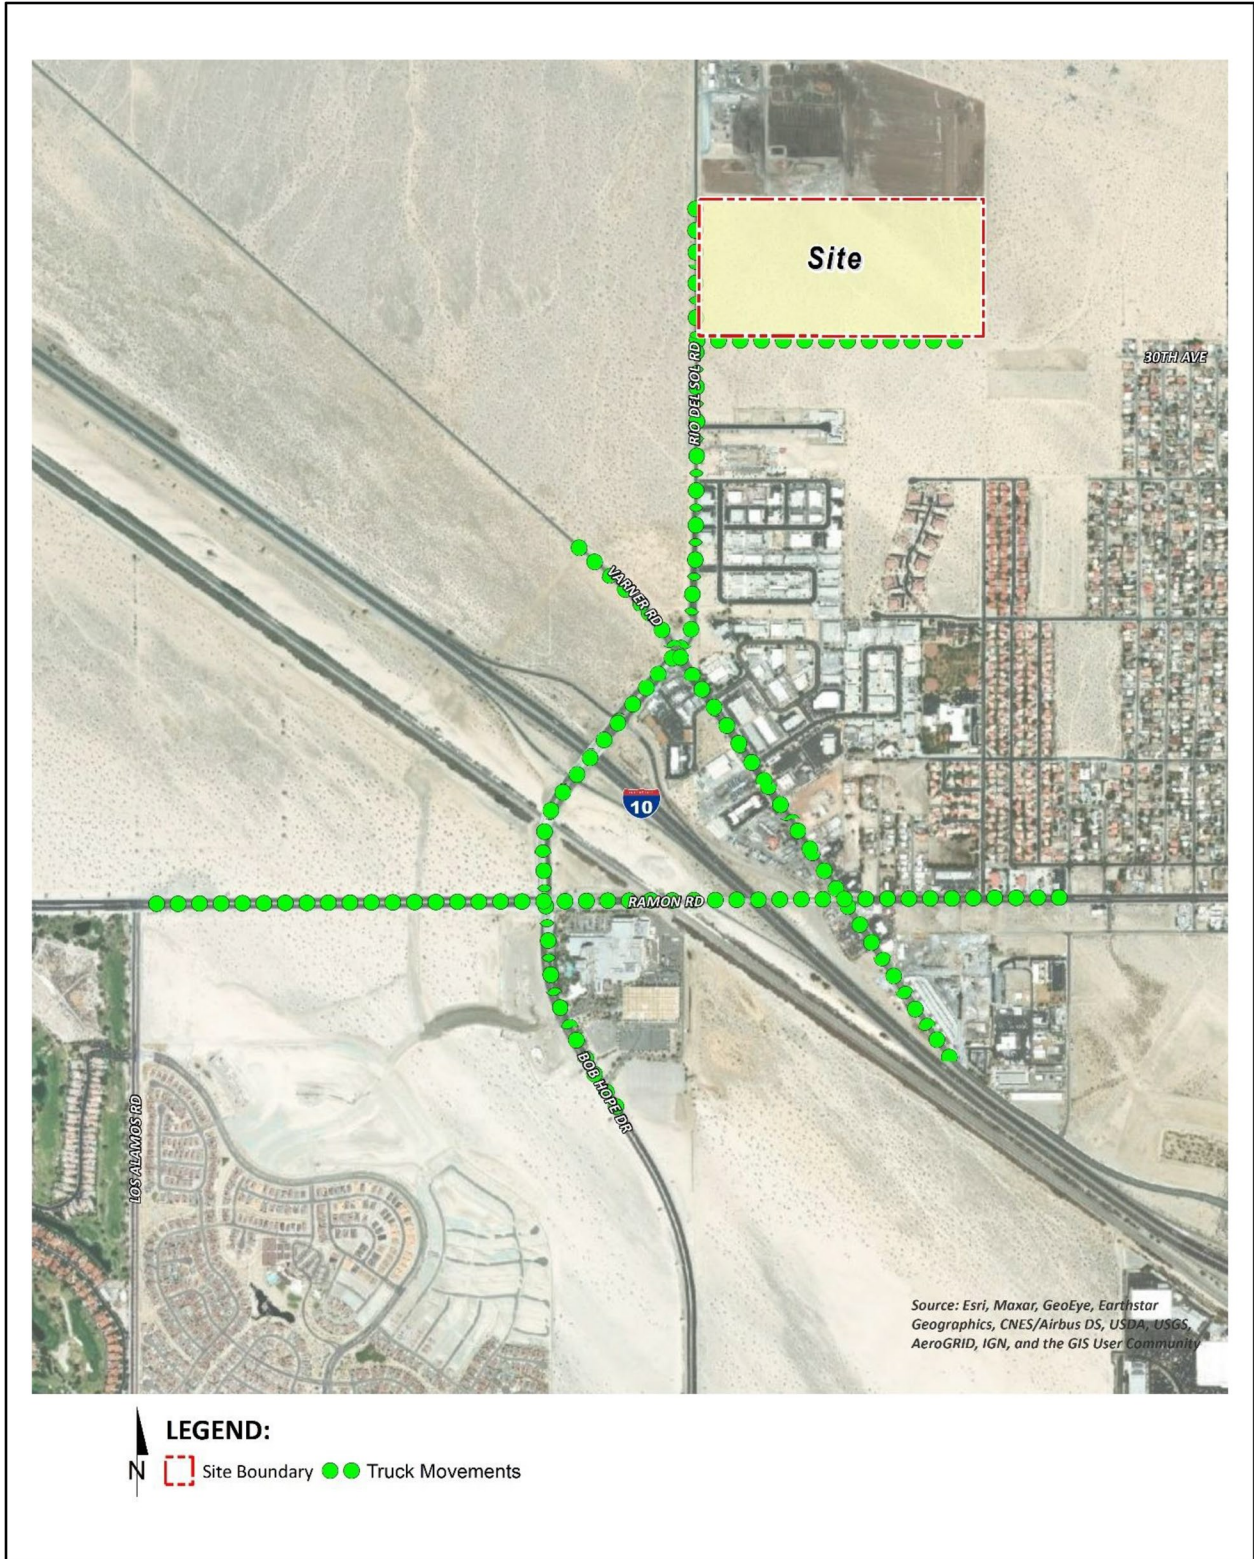 Site
RIO DEL SOL RD
30TH AVE
VARNER RD
10
RAMON RD
BOB HOPE DR
LOS ALAMOS RD
Source: Esri, Maxar, GeoEye, Earthstar
Geographics, CNES/Airbus DS, USDA, USGS,
AeroGRID, IGN, and the GIS User Community
LEGEND:
N
Site Boundary
Truck Movements